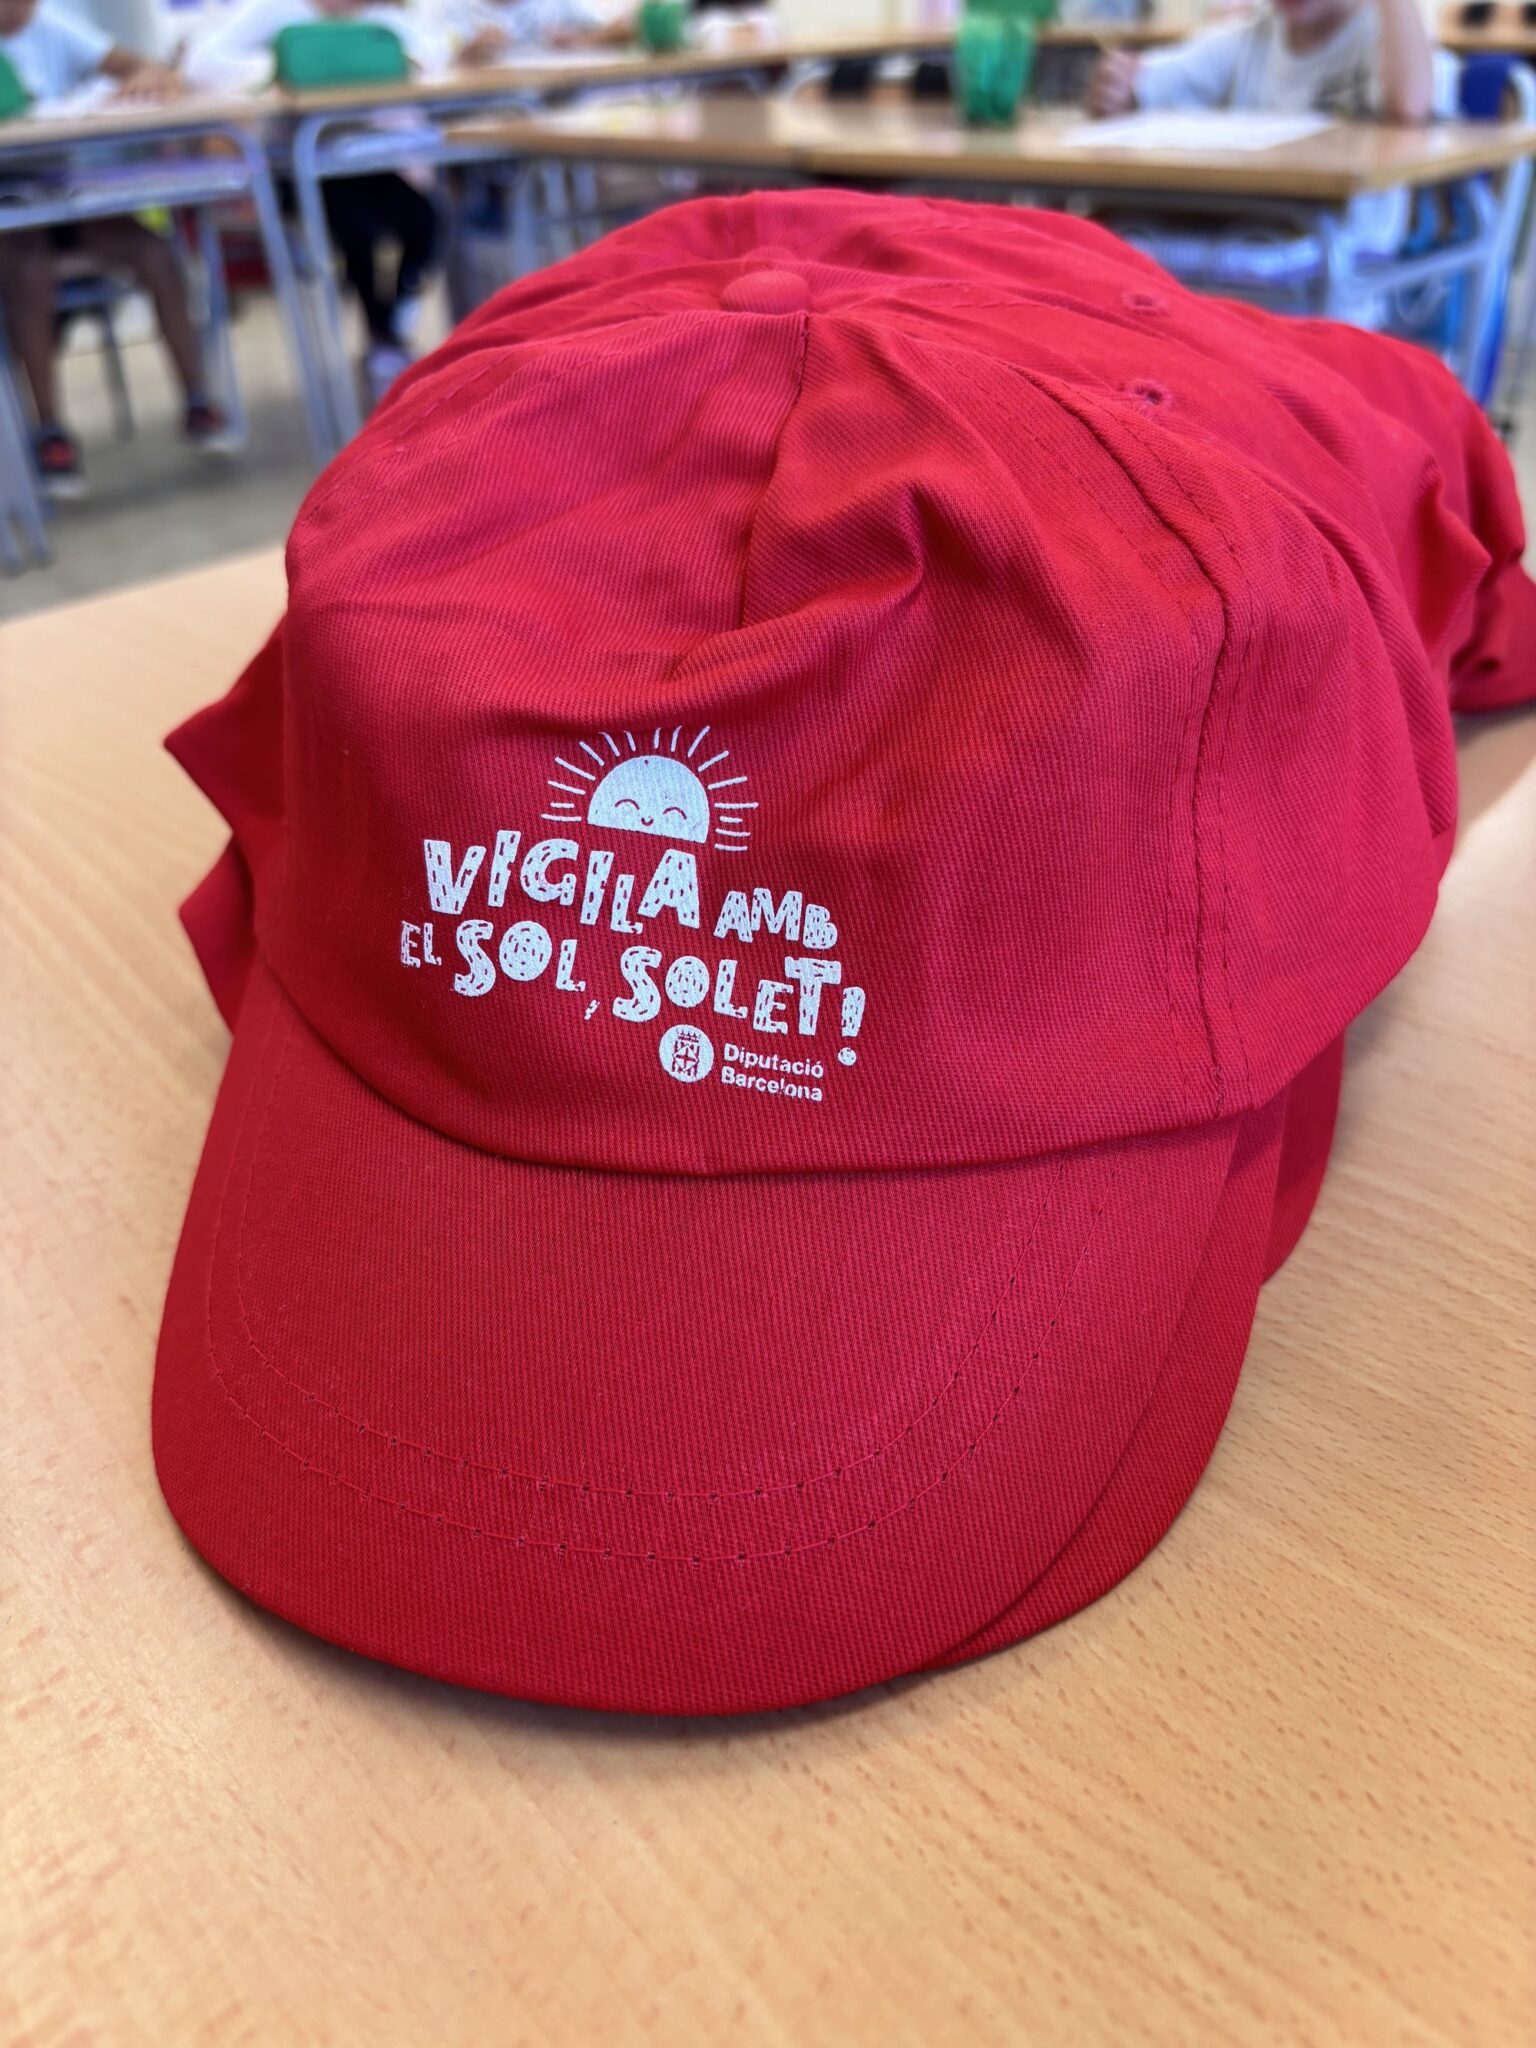 VIGILA AMB
EL SOL, SOLET!
Diputació
Barcelona